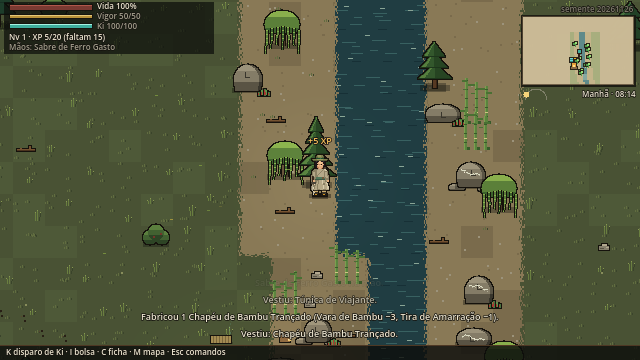 Vida 100%
Vigor 50/50
Ki 100/100
Nv 1 · XP 5/20 (faltam 15)
Mãos: Sabre de Ferro Gasto
semente 20261126
Manhã · 08:14
+5 XP
Vestiu: Túnica de Viajante.
Fabricou 1 Chapéu de Bambu Trançado (Vara de Bambu −3, Tira de Amarração −1).
Vestiu: Chapéu de Bambu Trançado.
K disparo de Ki · I bolsa · C ficha · M mapa · Esc comandos